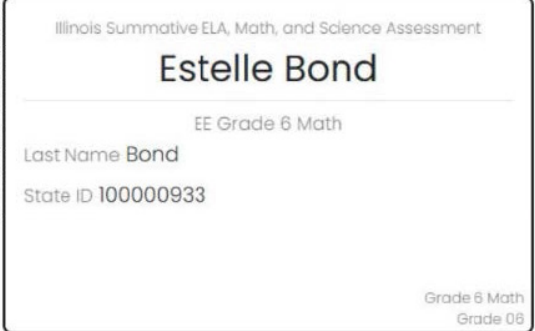 Illinois Summative ELA, Math, and Science Assessment
Estelle Bond
EE Grade 6 Math
Last Name Bond
State ID 100000933
Grade 6 Math
Grade 06